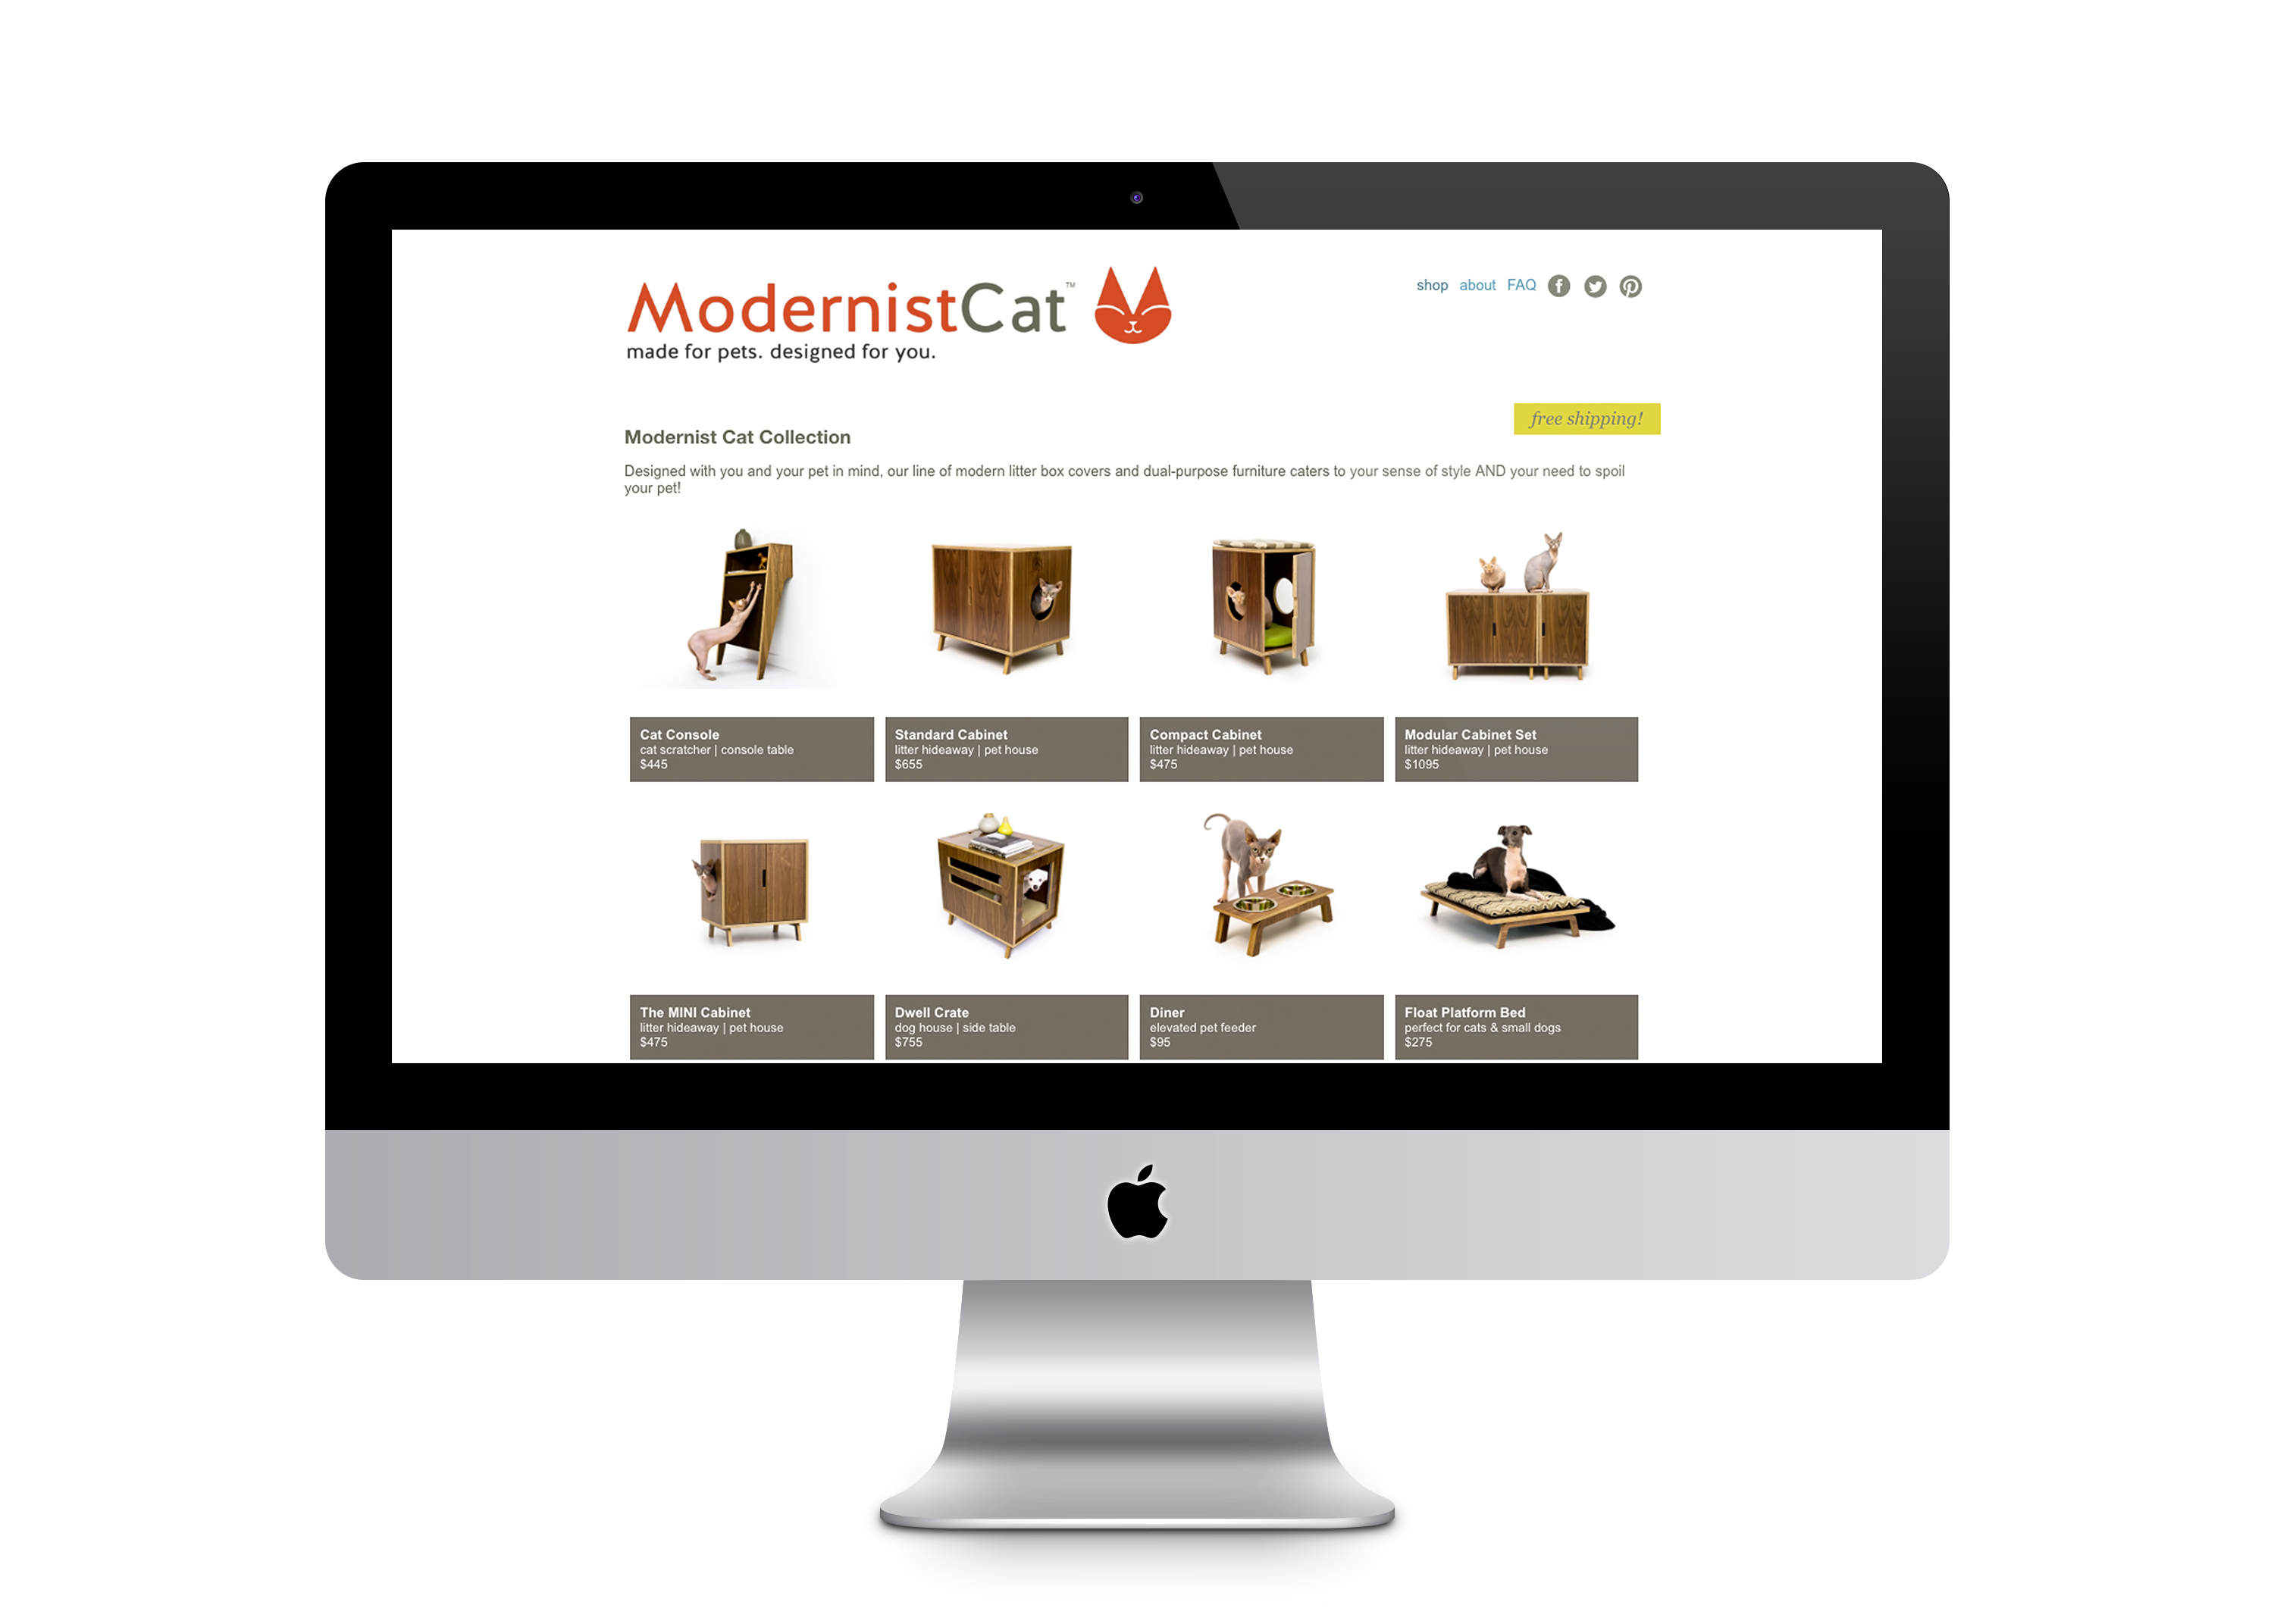 ModernistCat™
made for pets. designed for you.
shop about FAQ
free shipping!
Modernist Cat Collection
Designed with you and your pet in mind, our line of modern litter box covers and dual-purpose furniture caters to your sense of style AND your need to spoil
your pet!
Cat Console
cat scratcher | console table
$445
Standard Cabinet
litter hideaway | pet house
$655
Compact Cabinet
litter hideaway | pet house
$475
Modular Cabinet Set
litter hideaway | pet house
$1095
The MINI Cabinet
litter hideaway | pet house
$475
Dwell Crate
dog house | side table
$755
Diner
elevated pet feeder
$95
Float Platform Bed
perfect for cats & small dogs
$275